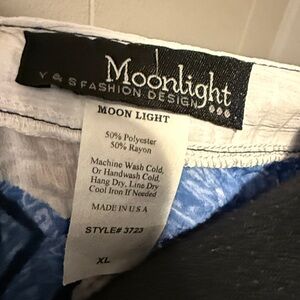 Moonlight
Y & S FASHION DESIGN
MOON LIGHT
50% Polyester
50% Rayon
Machine Wash Cold,
Or Handwash Cold,
Hang Dry, Line Dry
Cool Iron If Needed
MADE IN U S A
STYLE# 3723
XL